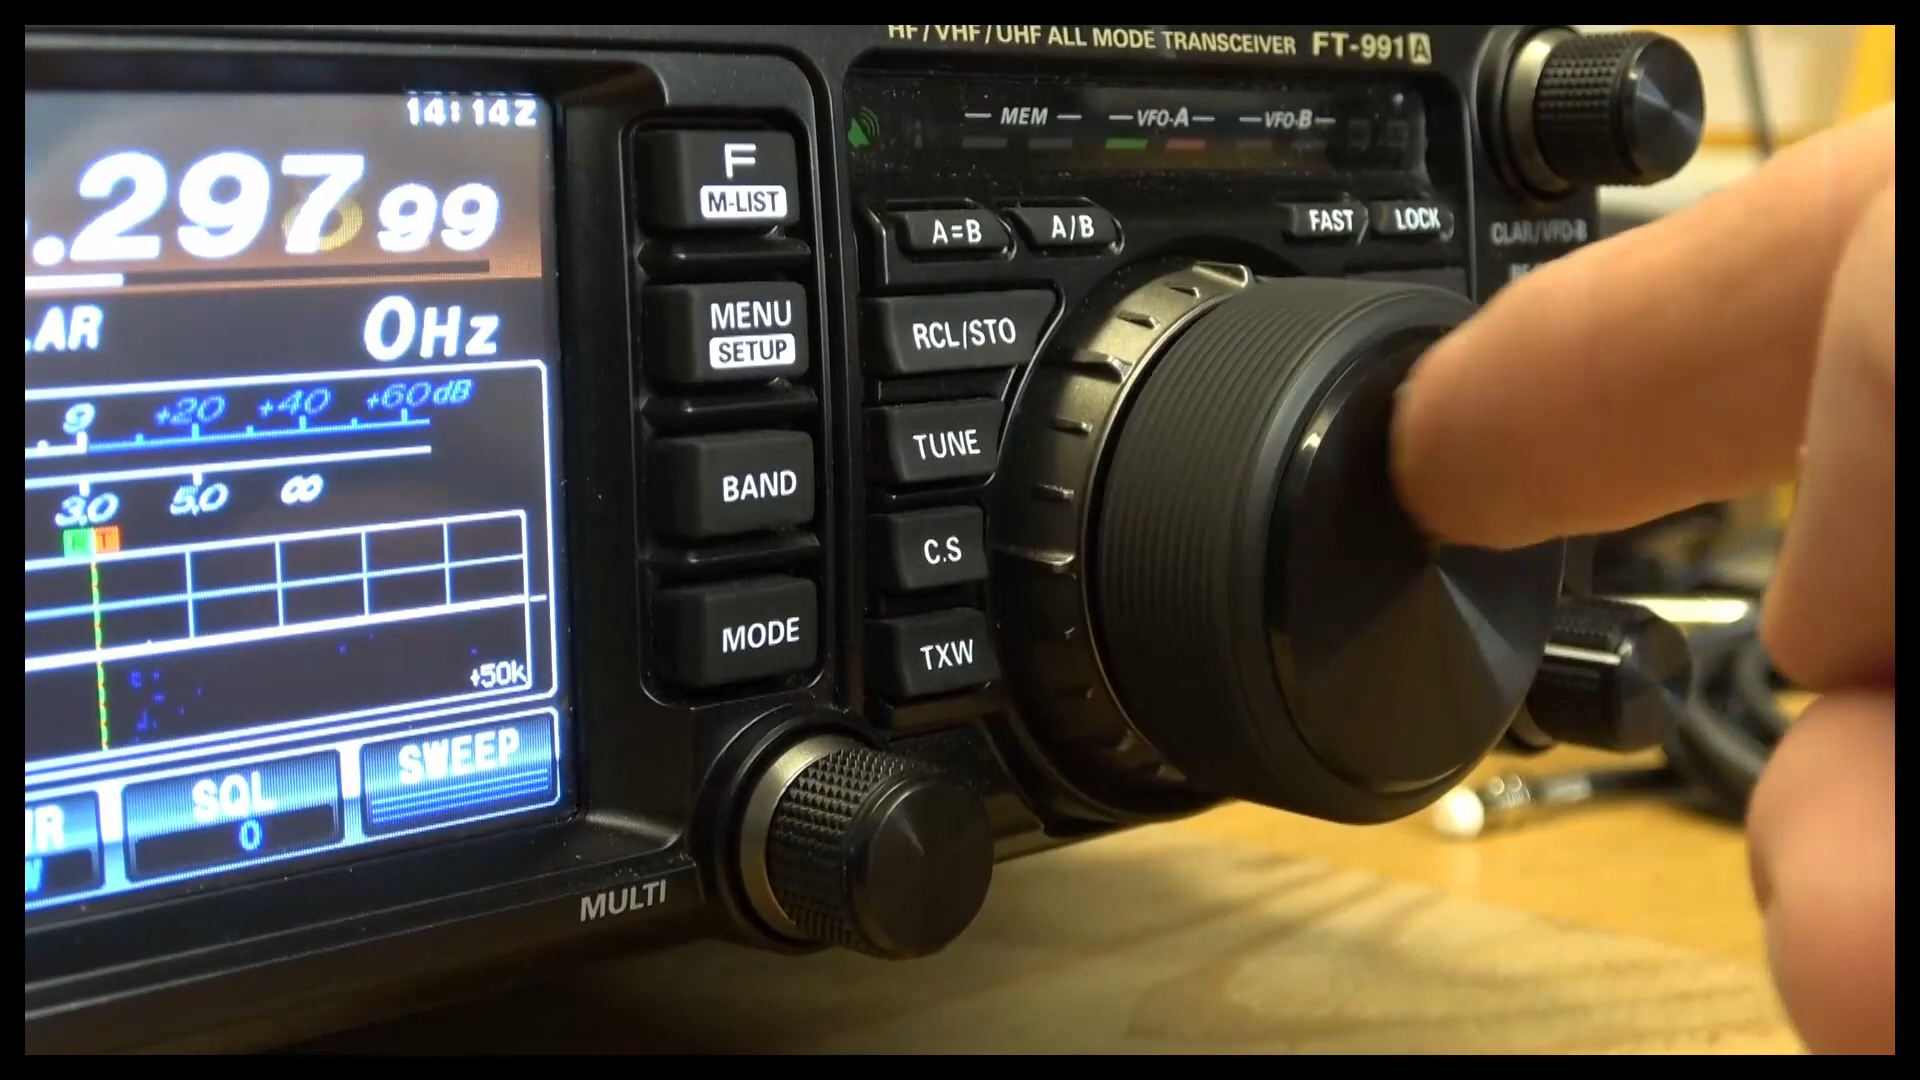 HF/VHF/UHF ALL MODE TRANSCEIVER FT-991A
14:14Z
.297 99
LAR 0Hz
9 +20 +40 +60dB
3.0 5.0 ∞
+50k
SQL
0
SWEEP
F
M-LIST
MENU
SETUP
BAND
MODE
MULTI
MEM VFO-A VFO-B
A=B A/B FAST LOCK
RCL/STO
TUNE
C.S
TXW
CLAR/VFO-B